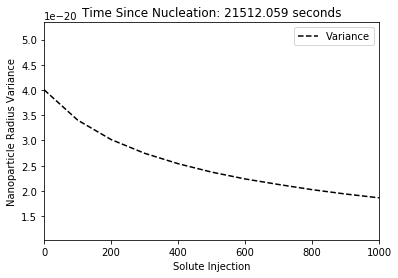 Time Since Nucleation: 21512.059 seconds
1e−20
Variance
5.0
4.5
4.0
3.5
3.0
2.5
2.0
1.5
Nanoparticle Radius Variance
0 200 400 600 800 1000
Solute Injection